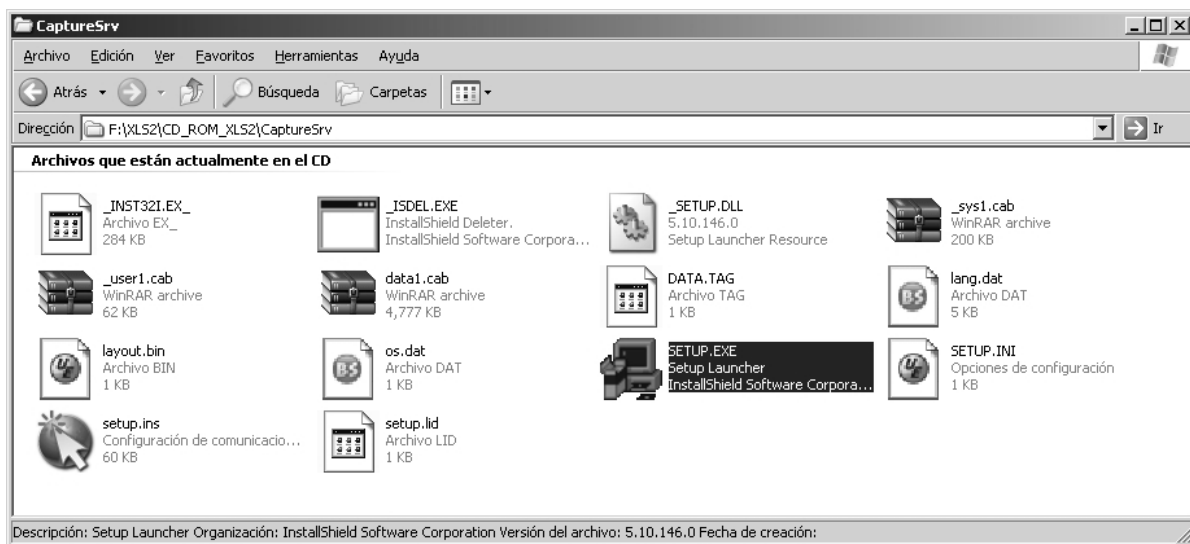 CaptureSrv
Archivo Edición Ver Favoritos Herramientas Ayuda
Atrás Búsqueda Carpetas
Dirección F:\XLS2\CD_ROM_XLS2\CaptureSrv Ir
Archivos que están actualmente en el CD
_INST32I.EX_
Archivo EX_
284 KB
_ISDEL.EXE
InstallShield Deleter.
InstallShield Software Corpora...
_SETUP.DLL
5.10.146.0
Setup Launcher Resource
_sys1.cab
WinRAR archive
200 KB
_user1.cab
WinRAR archive
62 KB
data1.cab
WinRAR archive
4,777 KB
DATA.TAG
Archivo TAG
1 KB
lang.dat
Archivo DAT
5 KB
layout.bin
Archivo BIN
1 KB
os.dat
Archivo DAT
1 KB
SETUP.EXE
Setup Launcher
InstallShield Software Corpora...
SETUP.INI
Opciones de configuración
1 KB
setup.ins
Configuración de comunicacio...
60 KB
setup.lid
Archivo LID
1 KB
Descripción: Setup Launcher Organización: InstallShield Software Corporation Versión del archivo: 5.10.146.0 Fecha de creación: